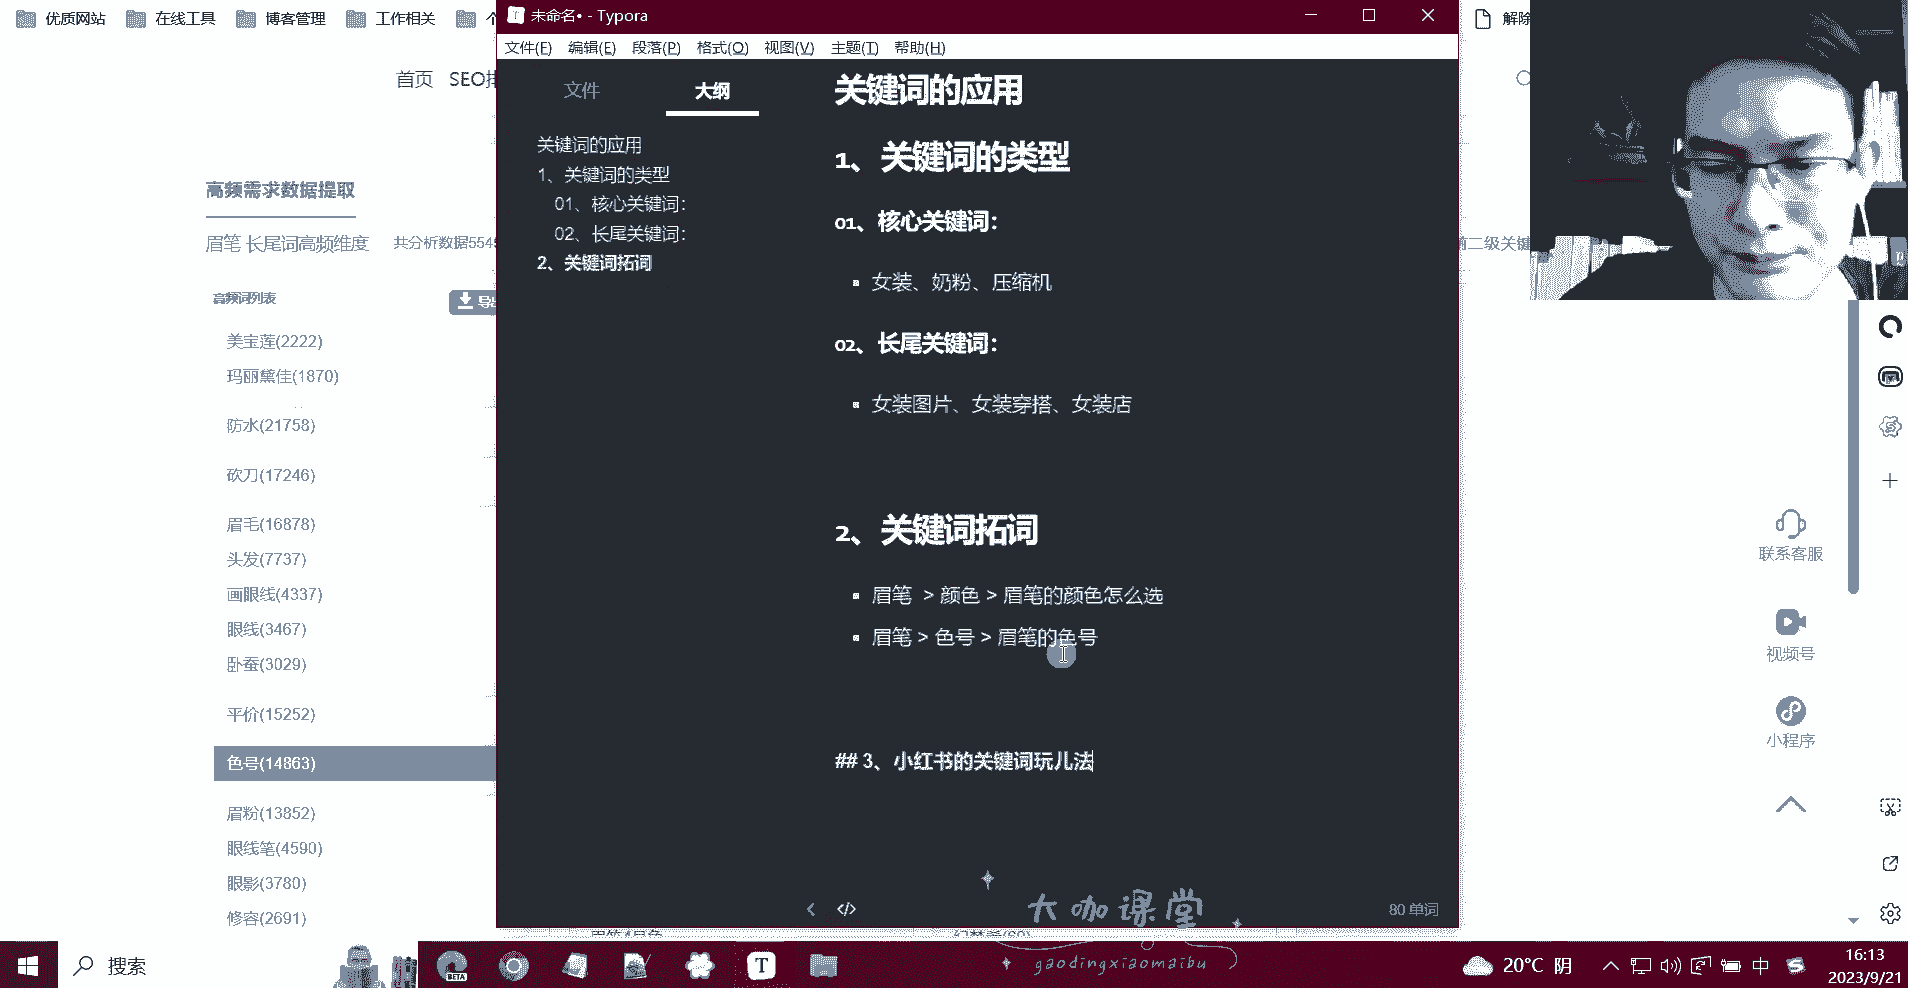 优质网站
在线工具
博客管理
工作相关
个
未命名• - Typora
解除
文件(F) 编辑(E) 段落(P) 格式(O) 视图(V) 主题(T) 帮助(H)
首页 SEO排
文件
大纲
关键词的应用
1、关键词的类型
01、核心关键词：
02、长尾关键词：
2、关键词拓词
关键词的应用
1、关键词的类型
01、核心关键词：
女装、奶粉、压缩机
02、长尾关键词：
女装图片、女装穿搭、女装店
2、关键词拓词
眉笔 > 颜色 > 眉笔的颜色怎么选
眉笔 > 色号 > 眉笔的色号
## 3、小红书的关键词玩儿法
80 单词
高频需求数据提取
眉笔 长尾词高频维度 共分析数据5545
前二级关键
高频词列表
导出
美宝莲(2222)
玛丽黛佳(1870)
防水(21758)
砍刀(17246)
眉毛(16878)
头发(7737)
画眼线(4337)
眼线(3467)
卧蚕(3029)
平价(15252)
色号(14863)
眉粉(13852)
眼线笔(4590)
眼影(3780)
修容(2691)
联系客服
视频号
小程序
大咖课堂
gaodingxiaomaibu
搜索
BETA
T
20°C 阴
中
16:13
2023/9/21